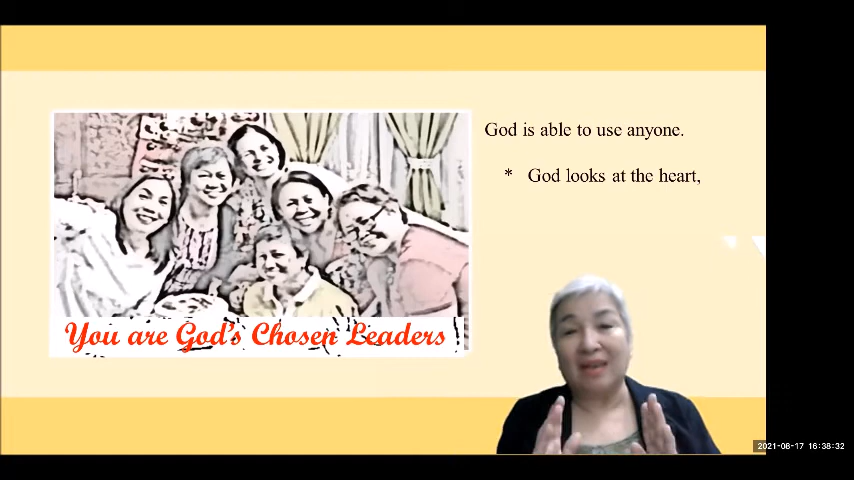 God is able to use anyone.
* God looks at the heart,
You are God's Chosen Leaders
2021-08-17 16:38:32